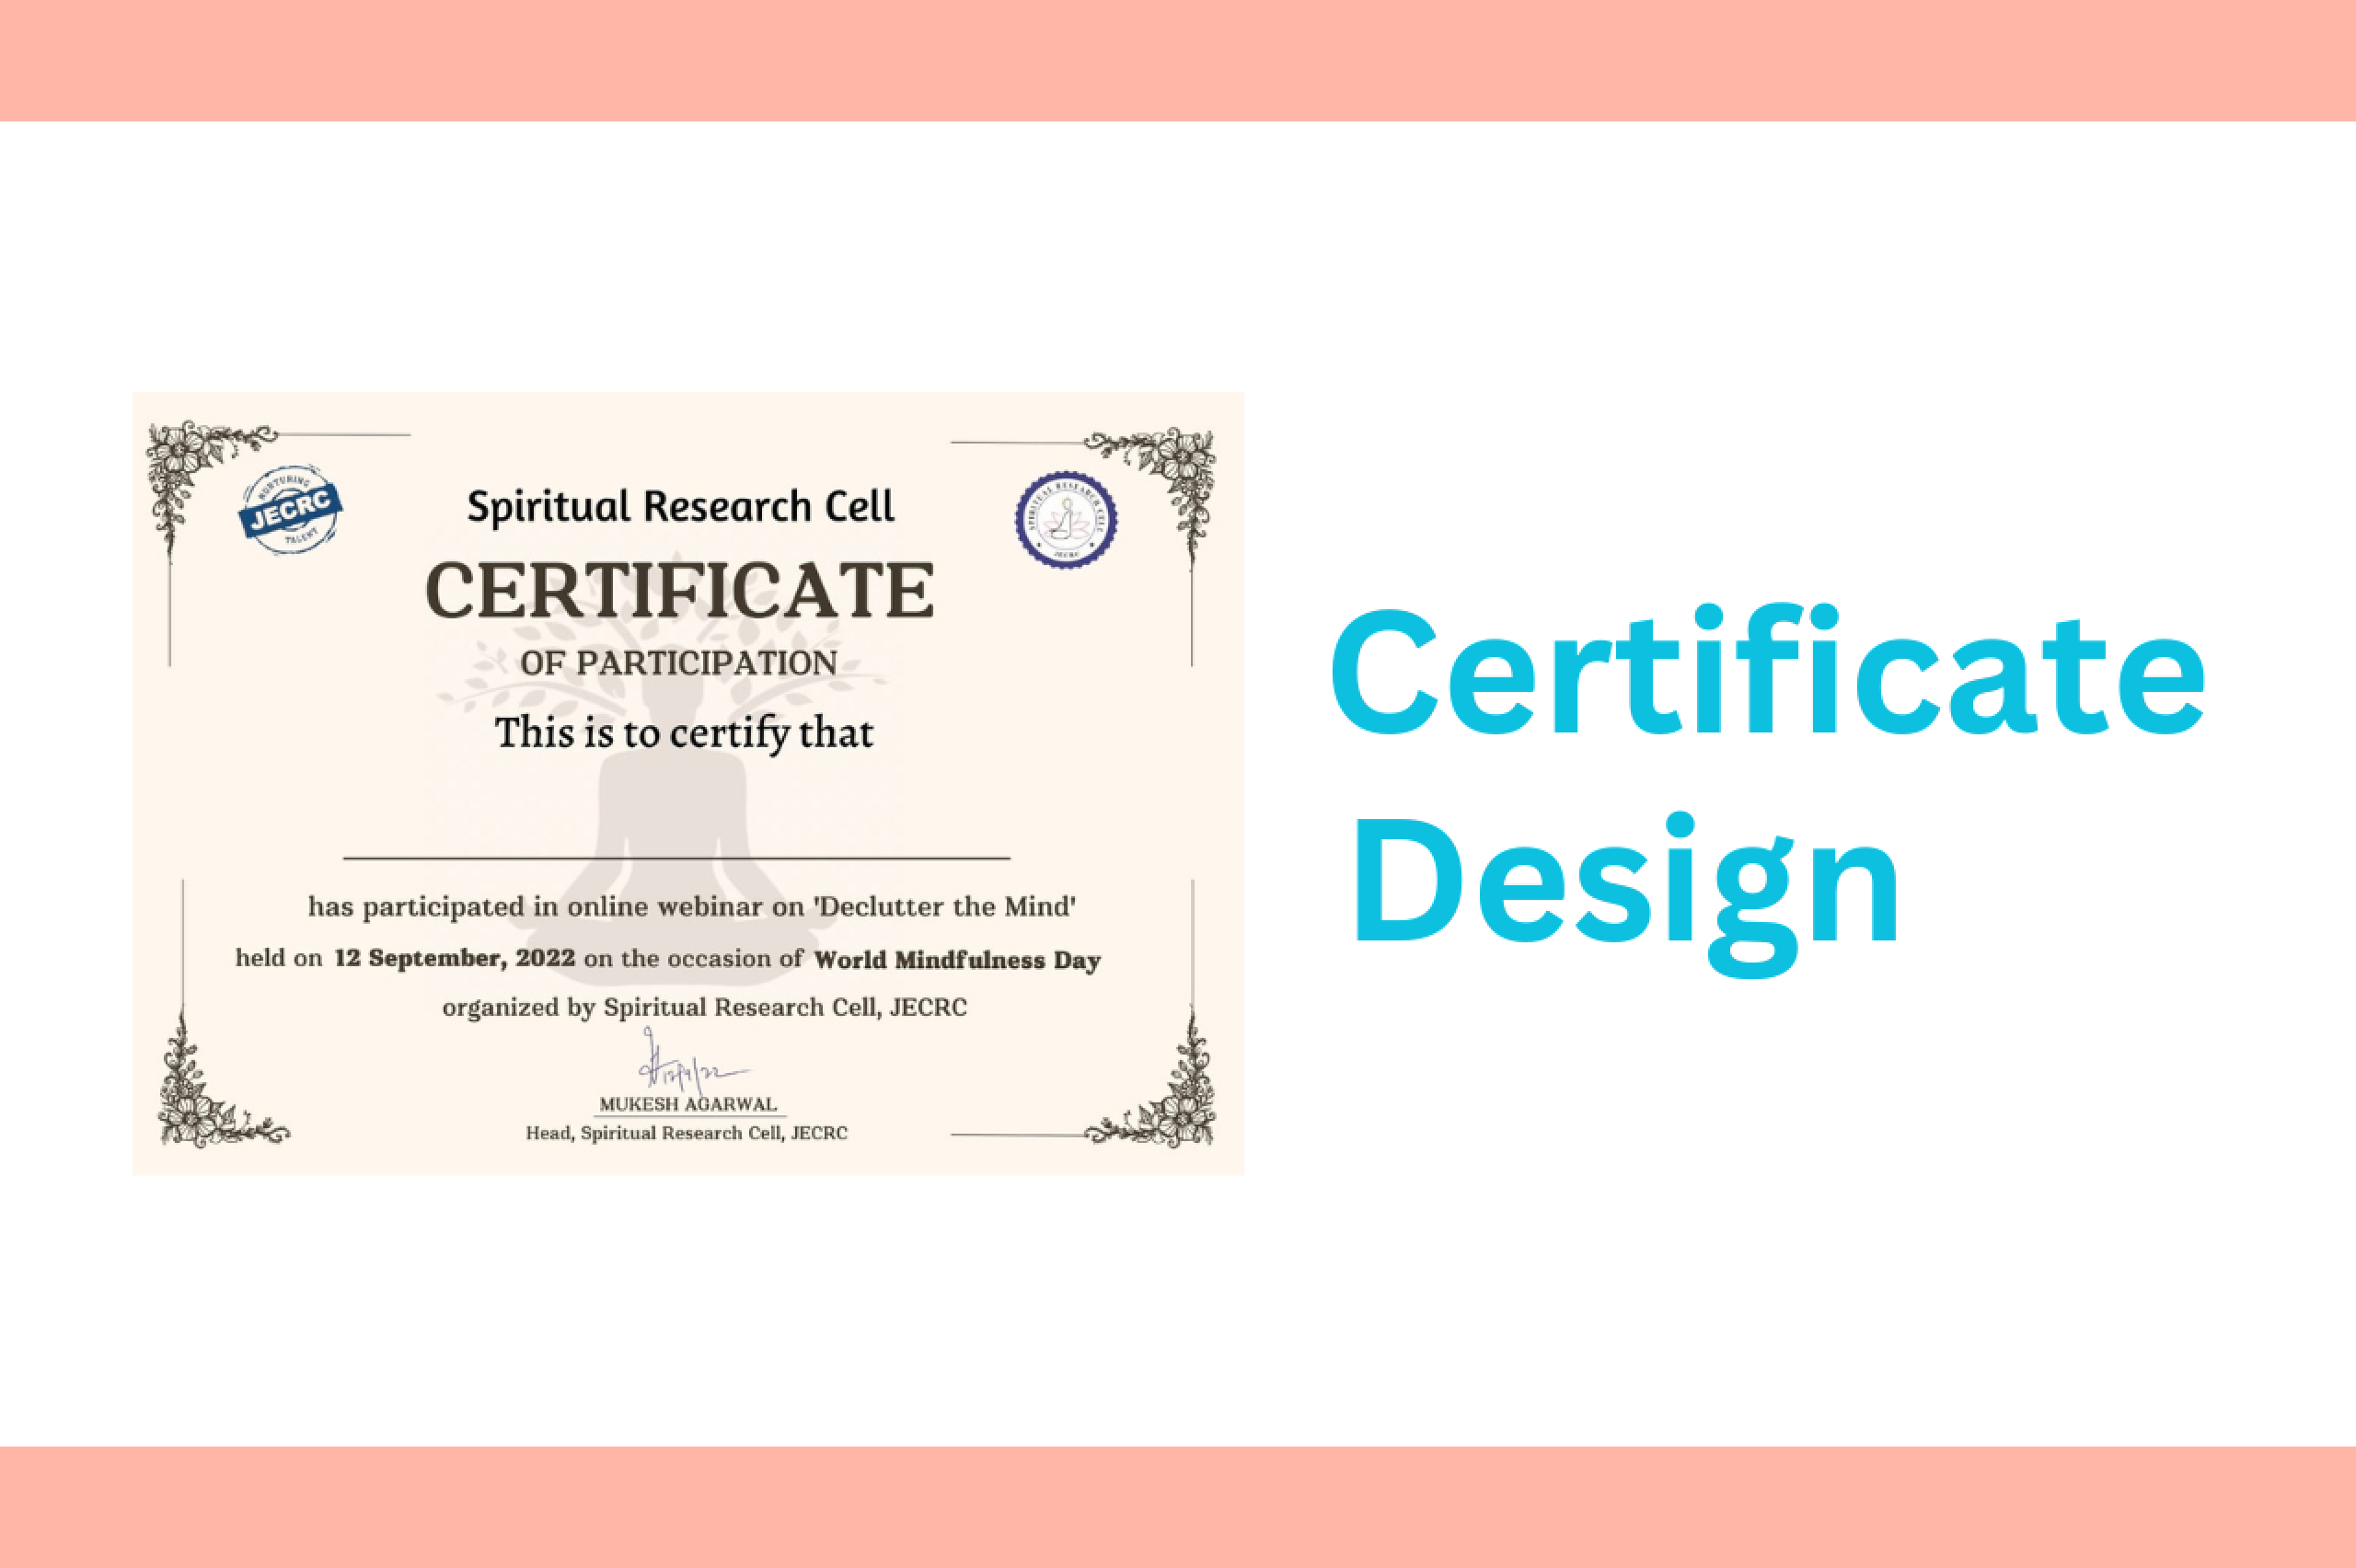 NURTURING
JECRC
TALENT
SPIRITUAL RESEARCH CELL
JECRC
Spiritual Research Cell
CERTIFICATE
OF PARTICIPATION
This is to certify that
has participated in online webinar on 'Declutter the Mind'
held on 12 September, 2022 on the occasion of World Mindfulness Day
organized by Spiritual Research Cell, JECRC
12/9/22
MUKESH AGARWAL
Head, Spiritual Research Cell, JECRC
Certificate
Design